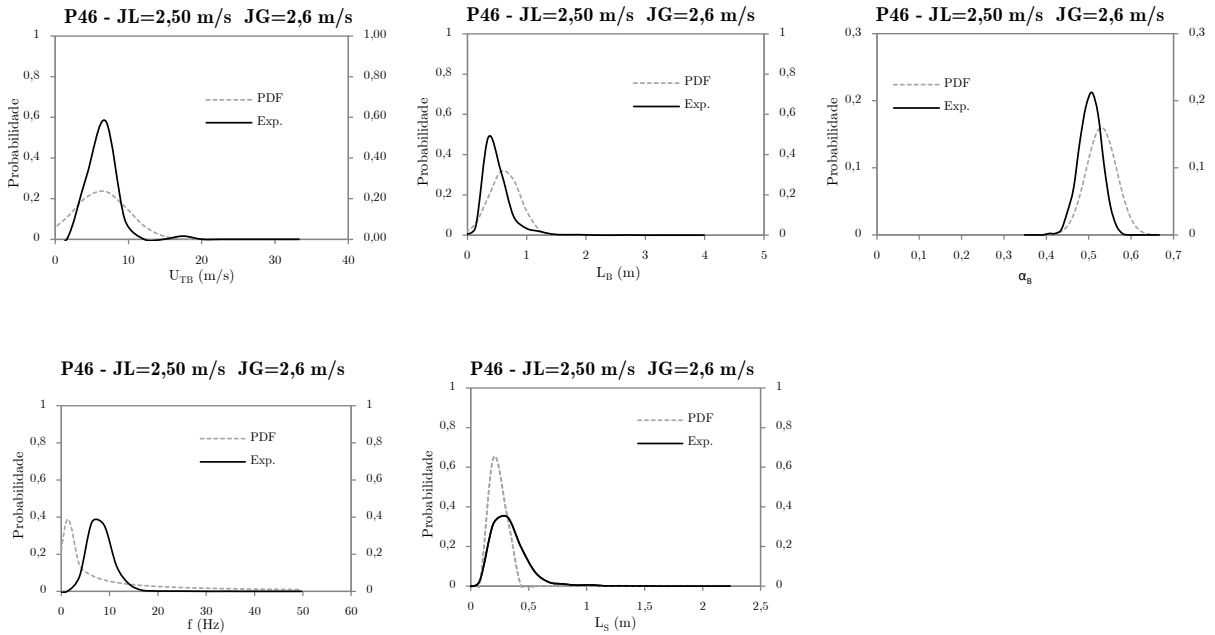 P46 - JL=2,50 m/s JG=2,6 m/s
1
0,8
0,6
0,4
0,2
0
1,00
0,80
0,60
0,40
0,20
0,00
Probabilidade
PDF
Exp.
0 10 20 30 40
U_TB (m/s)
P46 - JL=2,50 m/s JG=2,6 m/s
1
0,8
0,6
0,4
0,2
0
1
0,8
0,6
0,4
0,2
0
Probabilidade
PDF
Exp.
0 1 2 3 4 5
L_B (m)
P46 - JL=2,50 m/s JG=2,6 m/s
0,3
0,2
0,1
0
0,3
0,2
0,1
0
Probabilidade
PDF
Exp.
0 0,1 0,2 0,3 0,4 0,5 0,6 0,7
α_B
P46 - JL=2,50 m/s JG=2,6 m/s
1
0,8
0,6
0,4
0,2
0
1
0,8
0,6
0,4
0,2
0
Probabilidade
PDF
Exp.
0 10 20 30 40 50 60
f (Hz)
P46 - JL=2,50 m/s JG=2,6 m/s
1
0,8
0,6
0,4
0,2
0
1
0,8
0,6
0,4
0,2
0
Probabilidade
PDF
Exp.
0 0,5 1 1,5 2 2,5
L_S (m)